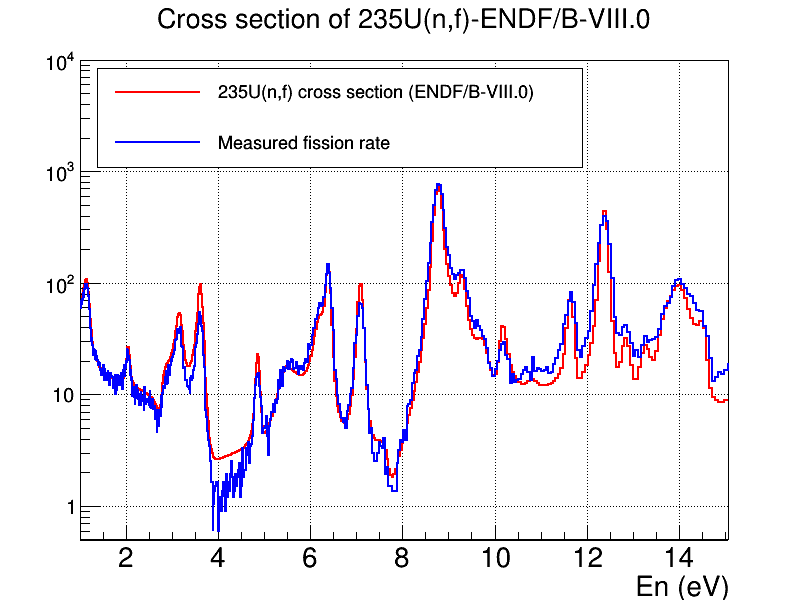 Cross section of 235U(n,f)-ENDF/B-VIII.0
10^4
235U(n,f) cross section (ENDF/B-VIII.0)
Measured fission rate
10^3
10^2
10
1
2 4 6 8 10 12 14
En (eV)